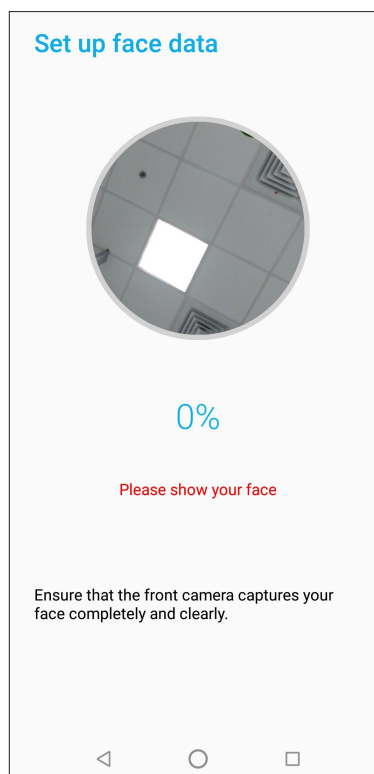 Set up face data
0%
Please show your face
Ensure that the front camera captures your
face completely and clearly.